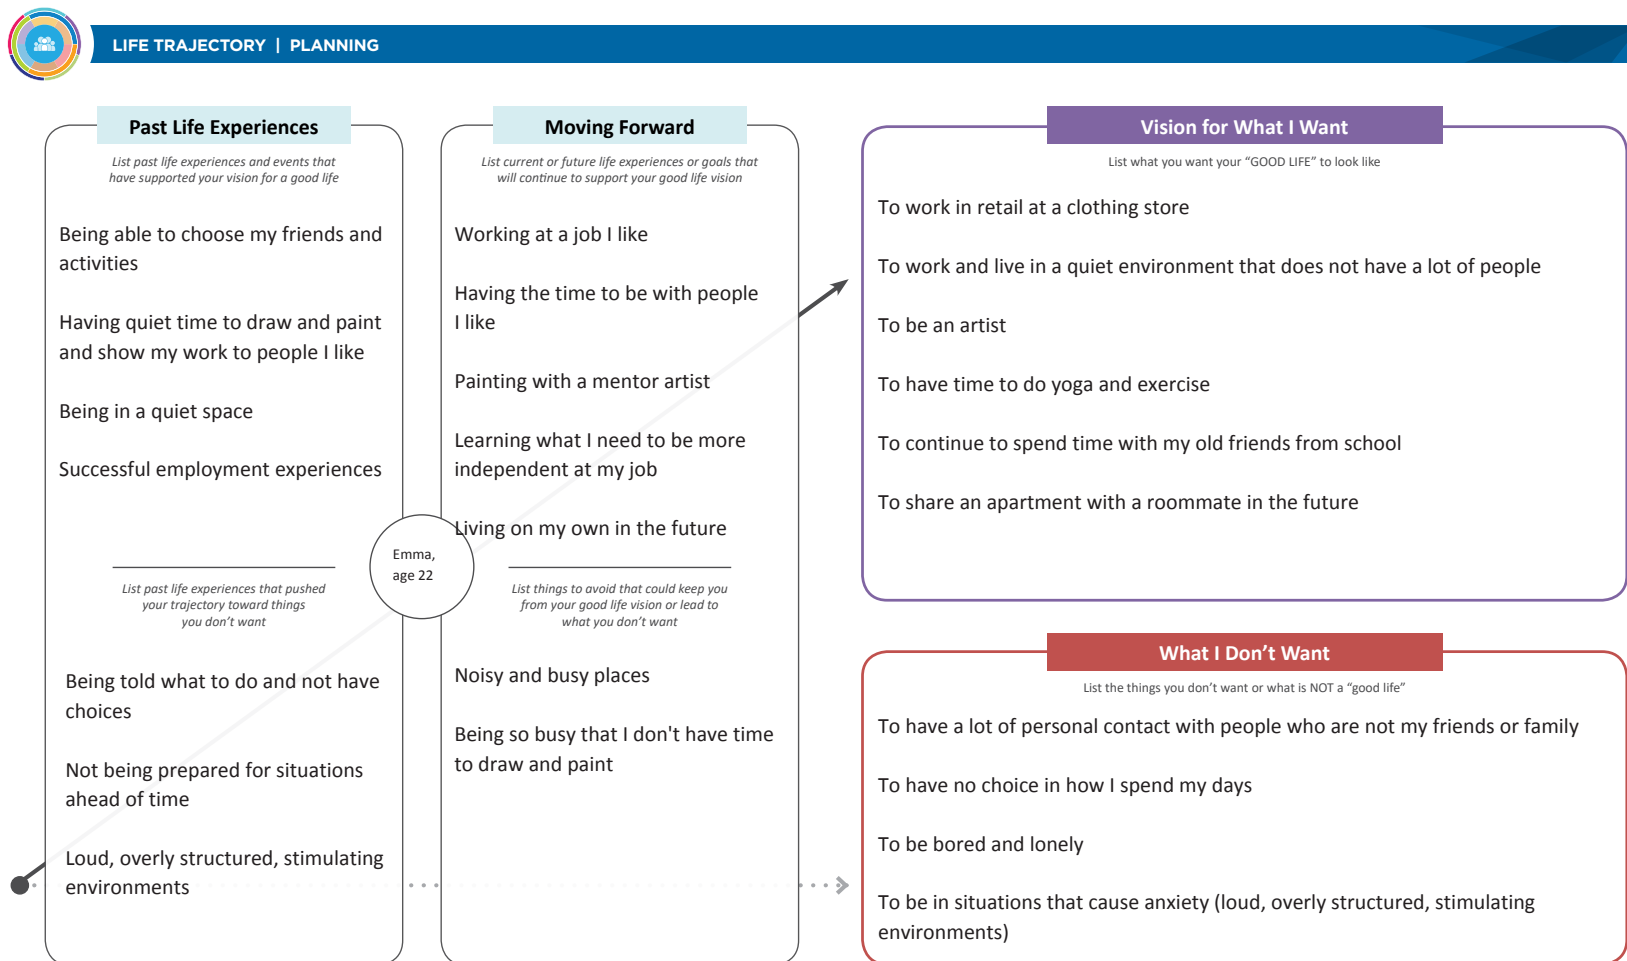 LIFE TRAJECTORY | PLANNING
Past Life Experiences
List past life experiences and events that
have supported your vision for a good life
Being able to choose my friends and
activities
Having quiet time to draw and paint
and show my work to people I like
Being in a quiet space
Successful employment experiences
List past life experiences that pushed
your trajectory toward things
you don’t want
Being told what to do and not have
choices
Not being prepared for situations
ahead of time
Loud, overly structured, stimulating
environments
Emma,
age 22
Moving Forward
List current or future life experiences or goals that
will continue to support your good life vision
Working at a job I like
Having the time to be with people
I like
Painting with a mentor artist
Learning what I need to be more
independent at my job
Living on my own in the future
List things to avoid that could keep you
from your good life vision or lead to
what you don’t want
Noisy and busy places
Being so busy that I don't have time
to draw and paint
Vision for What I Want
List what you want your “GOOD LIFE” to look like
To work in retail at a clothing store
To work and live in a quiet environment that does not have a lot of people
To be an artist
To have time to do yoga and exercise
To continue to spend time with my old friends from school
To share an apartment with a roommate in the future
What I Don’t Want
List the things you don’t want or what is NOT a “good life”
To have a lot of personal contact with people who are not my friends or family
To have no choice in how I spend my days
To be bored and lonely
To be in situations that cause anxiety (loud, overly structured, stimulating
environments)